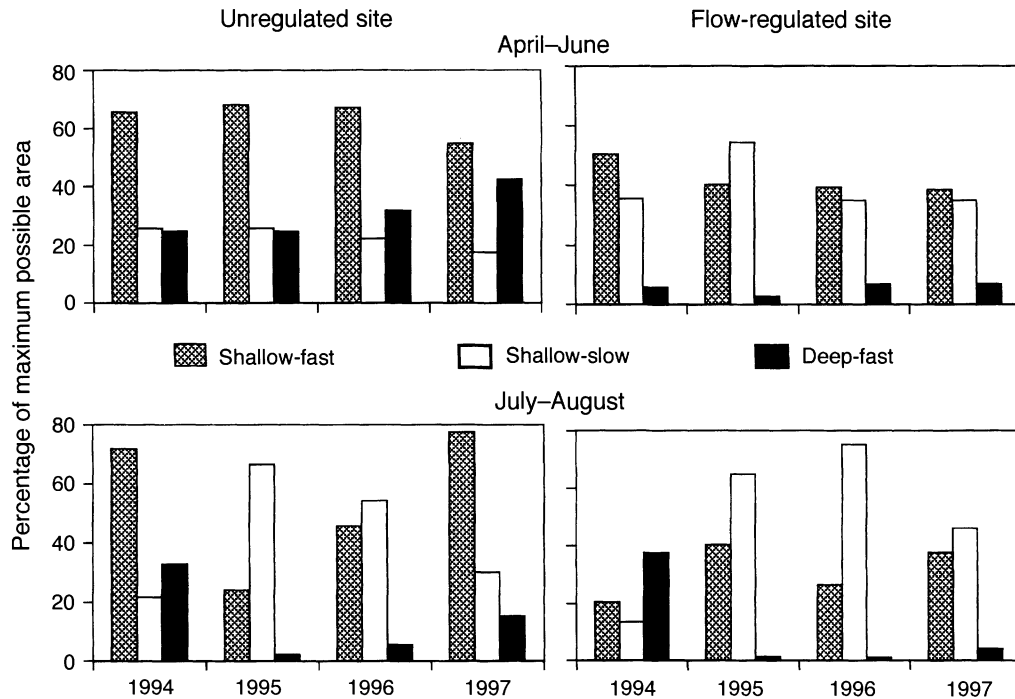 Unregulated site
Flow-regulated site
April–June
Percentage of maximum possible area
80
60
40
20
0
Shallow-fast
Shallow-slow
Deep-fast
July–August
80
60
40
20
0
1994
1995
1996
1997
1994
1995
1996
1997